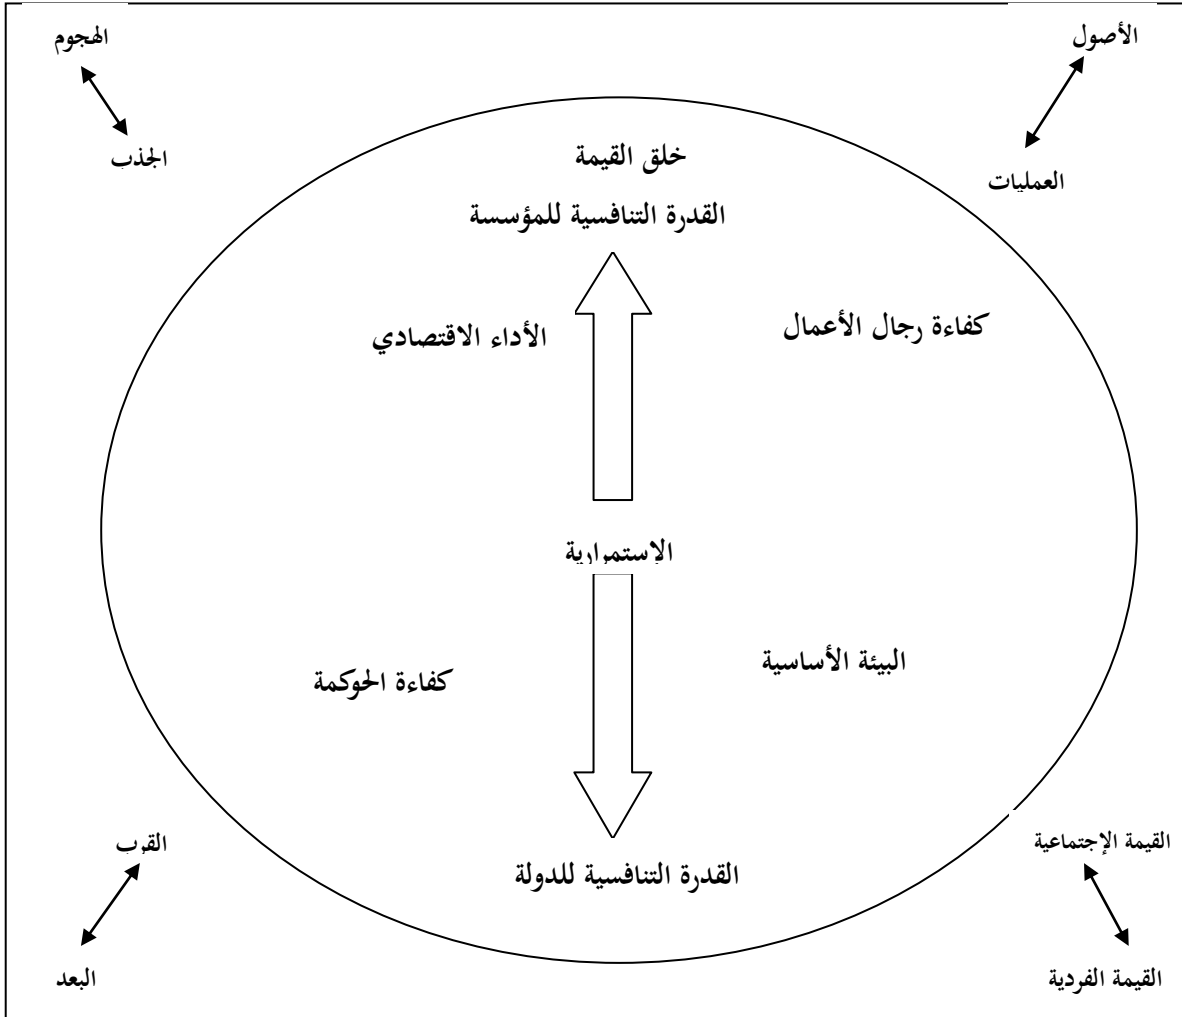 الأصول
الهجوم
العمليات
الجذب
خلق القيمة
القدرة التنافسية للمؤسسة
كفاءة رجال الأعمال
الأداء الاقتصادي
الإستمرارية
البيئة الأساسية
كفاءة الحوكمة
القيمة الإجتماعية
القرب
القدرة التنافسية للدولة
القيمة الفردية
البعد